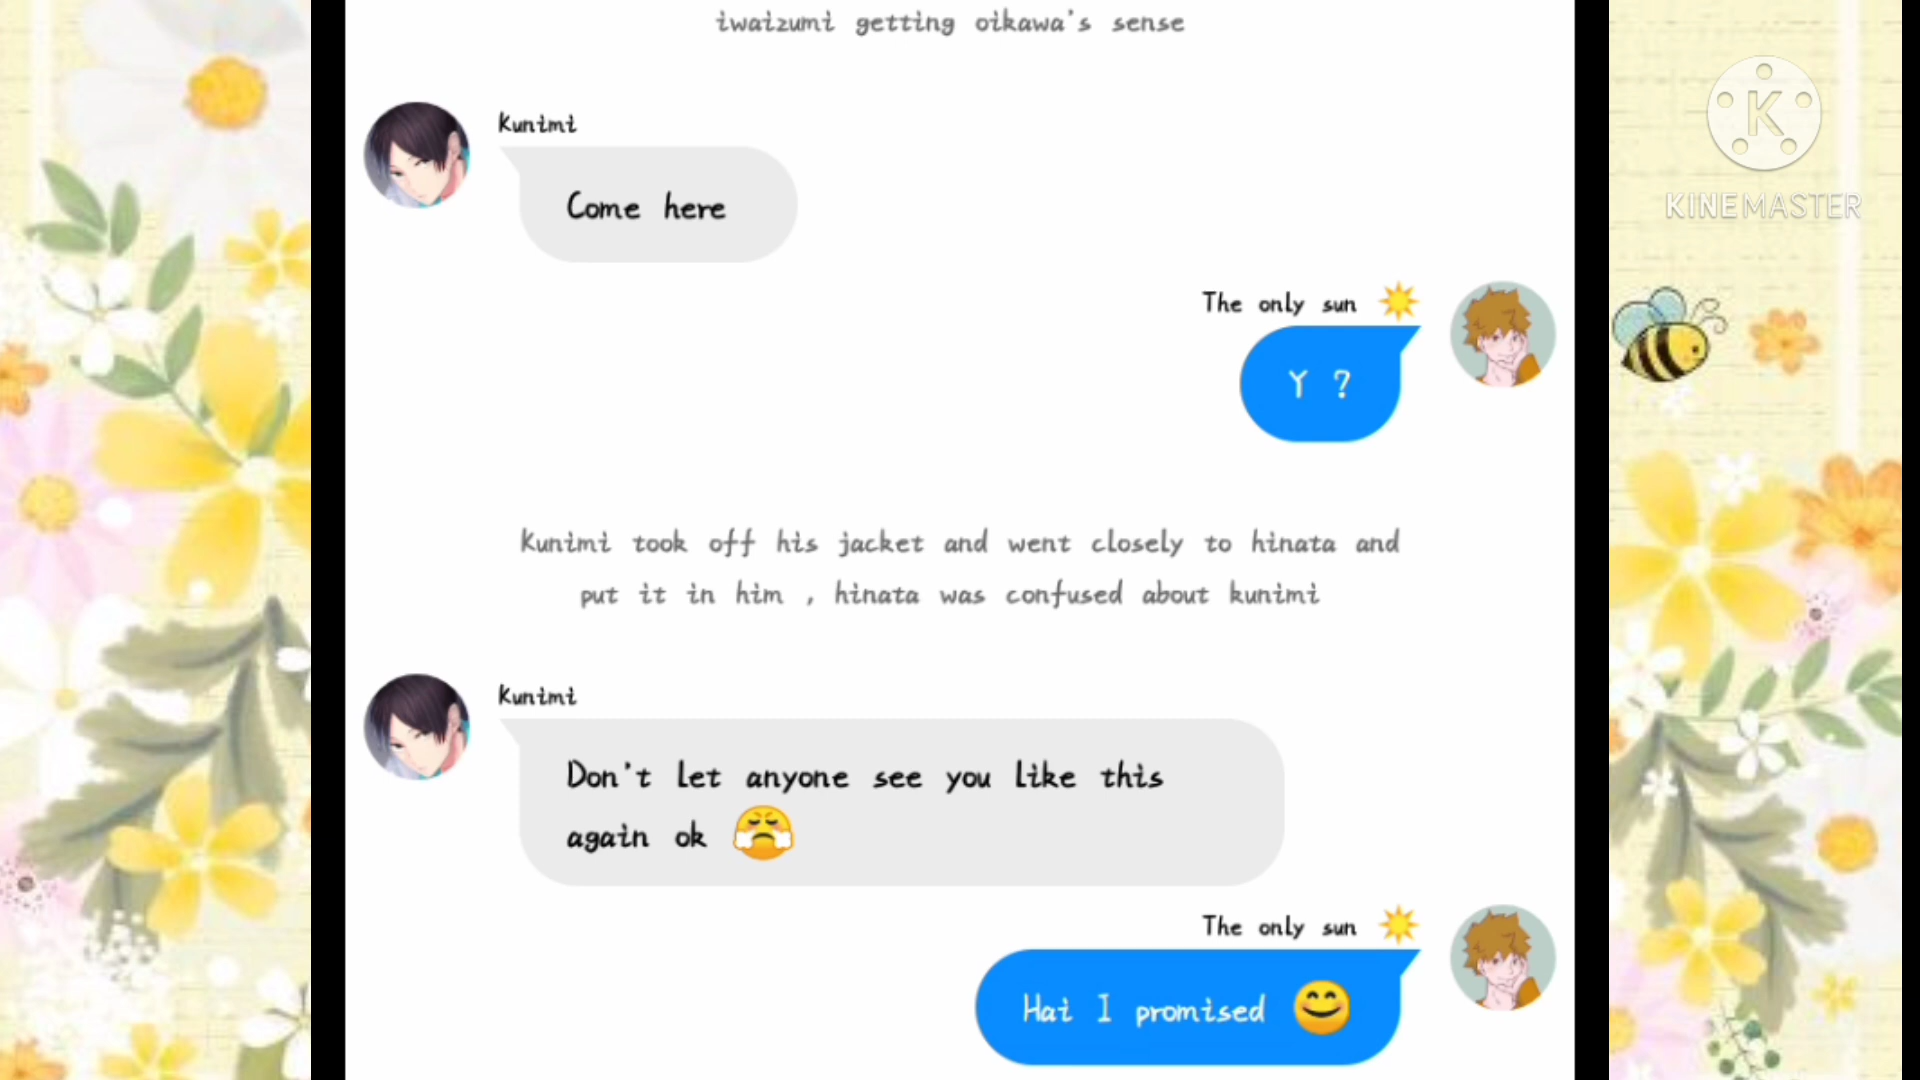 iwaizumi getting oikawa's sense
Kunimi
Come here
The only sun ☀️
Y ?
Kunimi took off his jacket and went closely to hinata and
put it in him , hinata was confused about kunimi
Kunimi
Don't let anyone see you like this
again ok 😤
The only sun ☀️
Hai I promised 😊
K
KINEMASTER